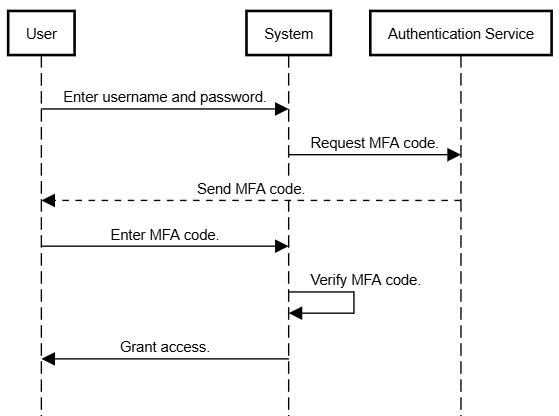 User
System
Authentication Service
Enter username and password.
Request MFA code.
Send MFA code.
Enter MFA code.
Verify MFA code.
Grant access.